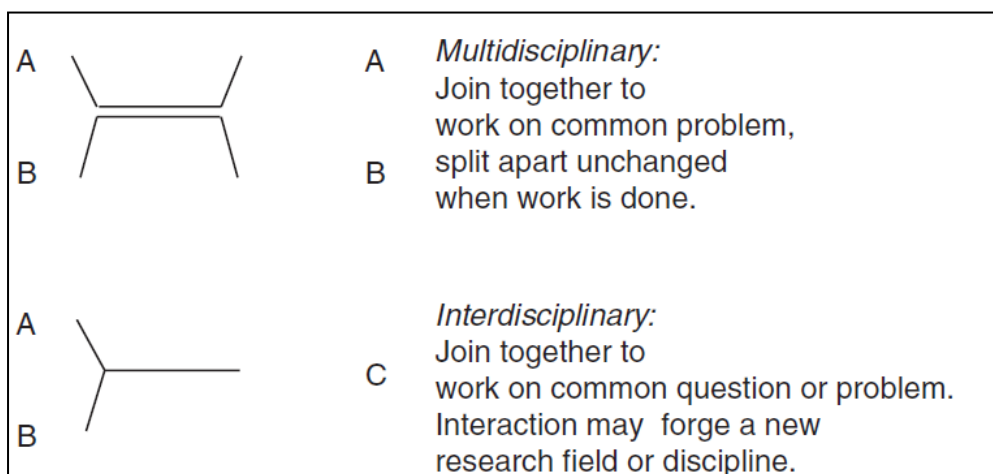 A
A
Multidisciplinary:
Join together to
work on common problem,
B
B
split apart unchanged
when work is done.
A
Interdisciplinary:
Join together to
C
work on common question or problem.
B
Interaction may forge a new
research field or discipline.